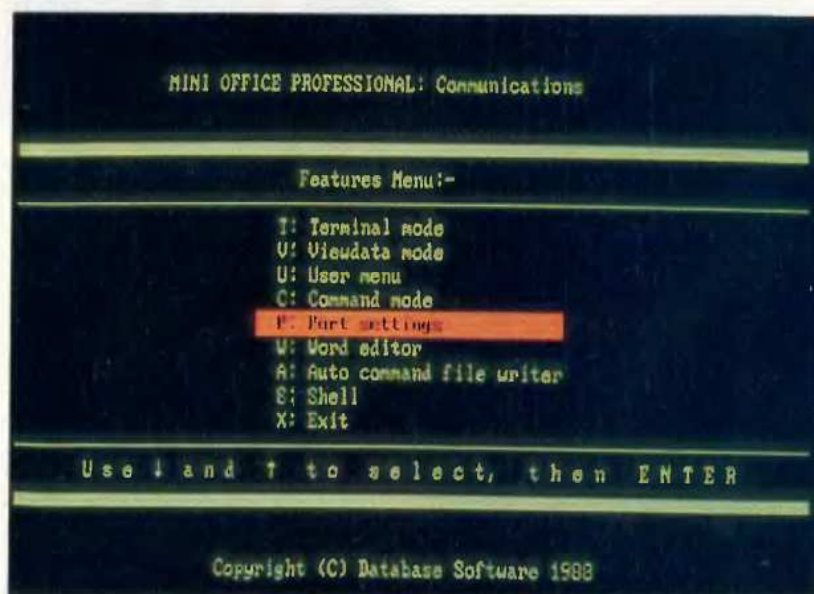 MINI OFFICE PROFESSIONAL: Communications
Features Menu:-
T: Terminal mode
V: Viewdata mode
U: User menu
C: Command mode
P: Port settings
W: Word editor
A: Auto command file writer
S: Shell
X: Exit
Use ↓ and ↑ to select, then ENTER
Copyright (C) Database Software 1988